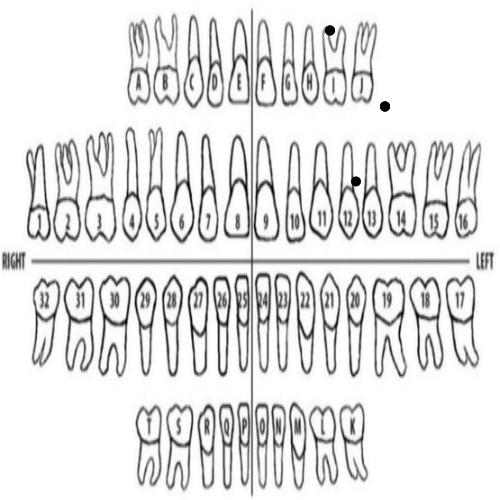 A B C D E F G H I J
1 2 3 4 5 6 7 8 9 10 11 12 13 14 15 16
RIGHT LEFT
32 31 30 29 28 27 26 25 24 23 22 21 20 19 18 17
T S R Q P O N M L K